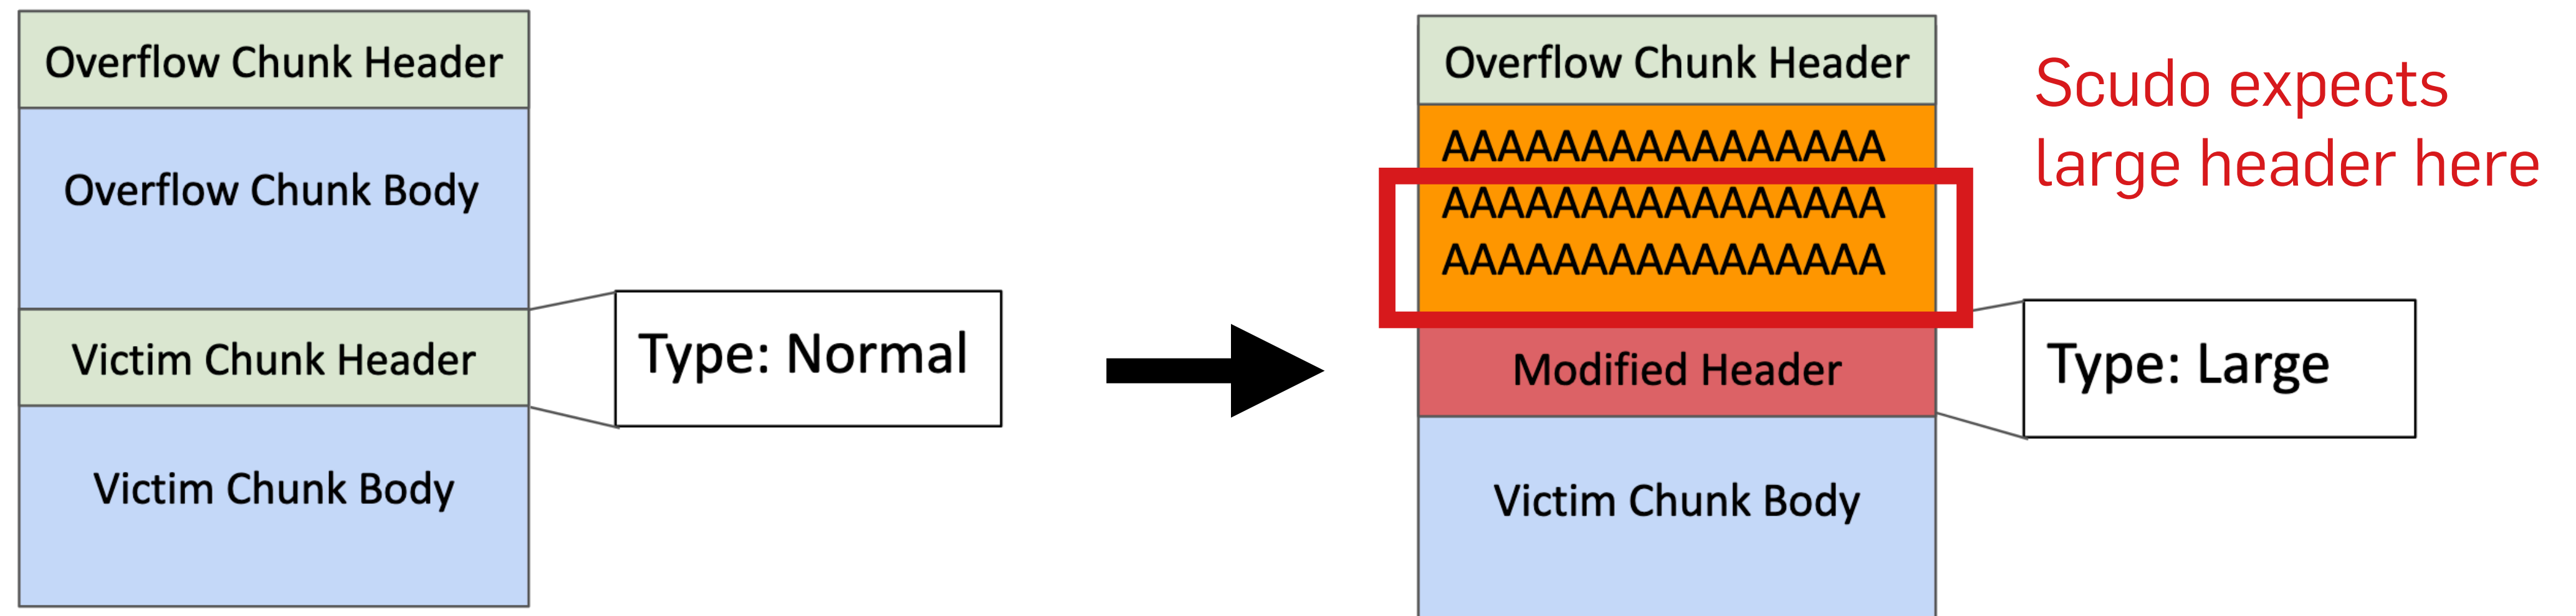 Overflow Chunk Header
Overflow Chunk Body
Victim Chunk Header
Victim Chunk Body
Type: Normal
Overflow Chunk Header
AAAAAAAAAAAAAAAA
AAAAAAAAAAAAAAAA
AAAAAAAAAAAAAAAA
Modified Header
Victim Chunk Body
Scudo expects
large header here
Type: Large